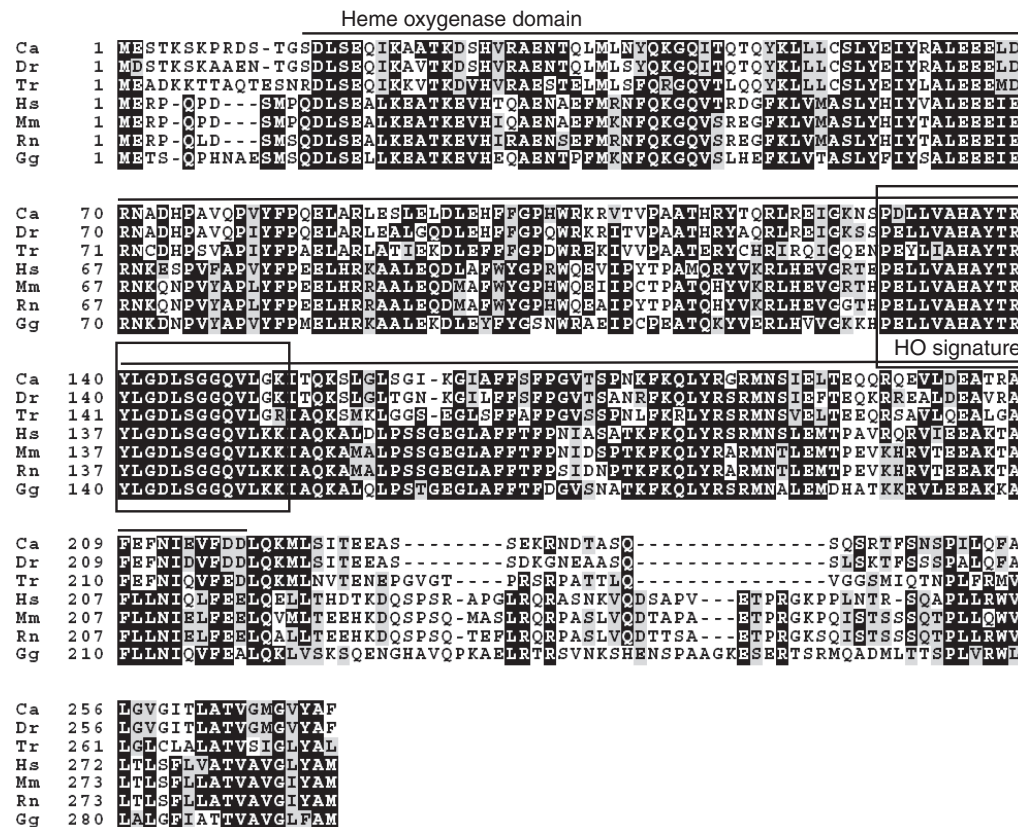 Heme oxygenase domain
Ca 1 MESTKSKPRDS-TGSDLSEQIKAATKDSHVRAENTQLMLNYQKGQITQTQYKLLLCSLYEIYRALEEELD
Dr 1 MDSTKSKAAEN-TGSDLSEQIKAVTKDSHVRAENTQLMLSYQKGQITQTQYKLLLCSLYEIYRALEEELD
Tr 1 MEADKKTTAQTESNRDLSEQIKKVTKDVHVRAESTELMLSFQRGQVTLQQYKLLLCSLYEIYRALEEEMD
Hs 1 MERP-QPD---SMPQDLSEALKEATKEVHTQAENAEFMRNFQKGQVTRDGFKLVMASLYHIYVALEEEIE
Mm 1 MERP-QPD---SMPQDLSEALKEATKEVHIQAENAEFMKNFQKGQVSREGFKLVMASLYHIYTALEEEIE
Rn 1 MERP-QLD---SMSQDLSEALKEATKEVHIRAENSEFMRNFQKGQVSREGFKLVMASLYHIYTALEEEIE
Gg 1 METS-QPHNAESMSQDLSELLKEATKEVHEQAENTPFMKNFQKGQVSLHEFKLVTASLYFIYSALEEEIE
Ca 70 RNADHPAVQPVYFPQELARLESLELDLEHFFGPHWRKRVTVPAATHRYTQRLREIGKNSPDLLVAHAYTR
Dr 70 RNADHPAVQPIYFPQELARLEALGQDLEHFFGPQWRKRITVPAATHRYAQRLREIGKSSPDLLVAHAYTR
Tr 71 RNCDHPSVAPIYFPAELARLATIEKDLEFFFGPDWREKIVVPAATERYCHRIRQIGQENPEYLIAHAYTR
Hs 67 RNKESPVFAPVYFPEELHRKAALEQDLAFWYGPRWQEVIPYTPAMQRYVKRLHEVGRTEPELLVAHAYTR
Mm 67 RNKQNPVYAPLYFPEELHRRAALEQDMAFWYGPHWQEIIPCTPATQHYVKRLHEVGRTHPELLVAHAYTR
Rn 67 RNKQNPVYAPLYFPEELHRRAALEQDMAFWYGPHWQEAIPYTPATQHYVKRLHEVGGTHPELLVAHAYTR
Gg 70 RNKDNPVYAPVYFPMELHRKAALEKDLEYFYGSNWRAEIPCPEATQKYVERLHVVGKKHPELLVAHAYTR
HO signature
Ca 140 YLGDLSGGQVLGKITQKSLGLSGI-KGIAFFSFPGVTSPNKFKQLYRGRMNSIELTEQQRQEVLDEATRA
Dr 140 YLGDLSGGQVLGKITQKSLGLTGN-KGILFFSFPGVTSANRFKQLYRSRMNSIEFTEQKRREALDEAVRA
Tr 141 YLGDLSGGQVLGRIAQKSMKLGGS-EGLSFFAFPGVSSPNLFKRLYRSRMNSVELTEEQRSAVLQEALGA
Hs 137 YLGDLSGGQVLKKIAQKALDLPSSGEGLAFFTFPNIASATKFKQLYRSRMNSLEMTPAVRQRVIEEAKTA
Mm 137 YLGDLSGGQVLKKIAQKAMALPSSGEGLAFFTFPNIDSPTKFKQLYRARMNTLEMTPEVKHRVTEEAKTA
Rn 137 YLGDLSGGQVLKKIAQKAMALPSSGEGLAFFTFPSIDNPTKFKQLYRARMNTLEMTPEVKHRVTEEAKTA
Gg 140 YLGDLSGGQVLKKIAQKALQLPSTGEGLAFFTFDGVSNATKFKQLYRSRMNALEMDHATKKRVLEEAKKA
Ca 209 FEFNIEVFDDLQKMLSITEEAS--------SEKRNDTASQ---------------SQSRTFSNSPILQFA
Dr 209 FEFNIDVFDDLQKMLSITEEAS--------SDKGNEAASQ---------------SLSKTFSSSPALQFA
Tr 210 FEFNIQVFEDLQKMLNVTENEPGVGT----PRSRPATTLQ---------------VGGSMIQTNPLFRMV
Hs 207 FLLNIQLFEELQELLTHDTKDQSPSR-APGLRQRASNKVQDSAPV---ETPRGKPPLNTR-SQAPLLRWV
Mm 207 FLLNIELFEELQVMLTEEHKDQSPSQ-MASLRQRPASLVQDTAPA---ETPRGKPQISTSSSQTPLLQWV
Rn 207 FLLNIELFEELQALLTEEHKDQSPSQ-TEFLRQRPASLVQDTTSA---ETPRGKSQISTSSSQTPLLRWV
Gg 210 FLLNIQVFEALQKLVSKSQENGHAVQPKAELRTRSVNKSHENSPAAGKESERTSRMQADMLTTSPLVRWL
Ca 256 LGVGITLATVGMGVYAF
Dr 256 LGVGITLATVGMGVYAF
Tr 261 LGLCLALATVSIGLYAL
Hs 272 LTLSFLVATVAVGLYAM
Mm 273 LTLSFLLATVAVGIYAM
Rn 273 LTLSFLLATVAVGIYAM
Gg 280 LALGFIATTVAVGLFAM